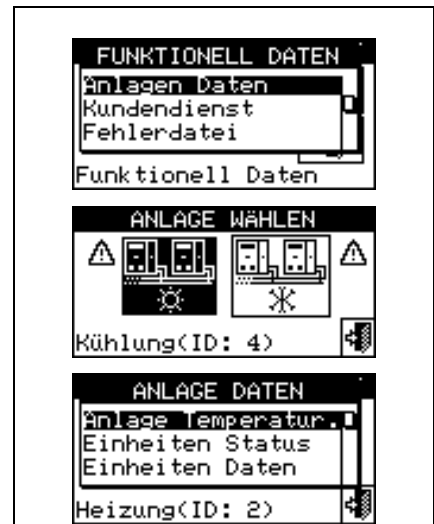 FUNKTIONELL DATEN
Anlagen Daten
Kundendienst
Fehlerdatei
Funktionell Daten
ANLAGE WÄHLEN
Kühlung(ID: 4)
ANLAGE DATEN
Anlage Temperatur.
Einheiten Status
Einheiten Daten
Heizung(ID: 2)